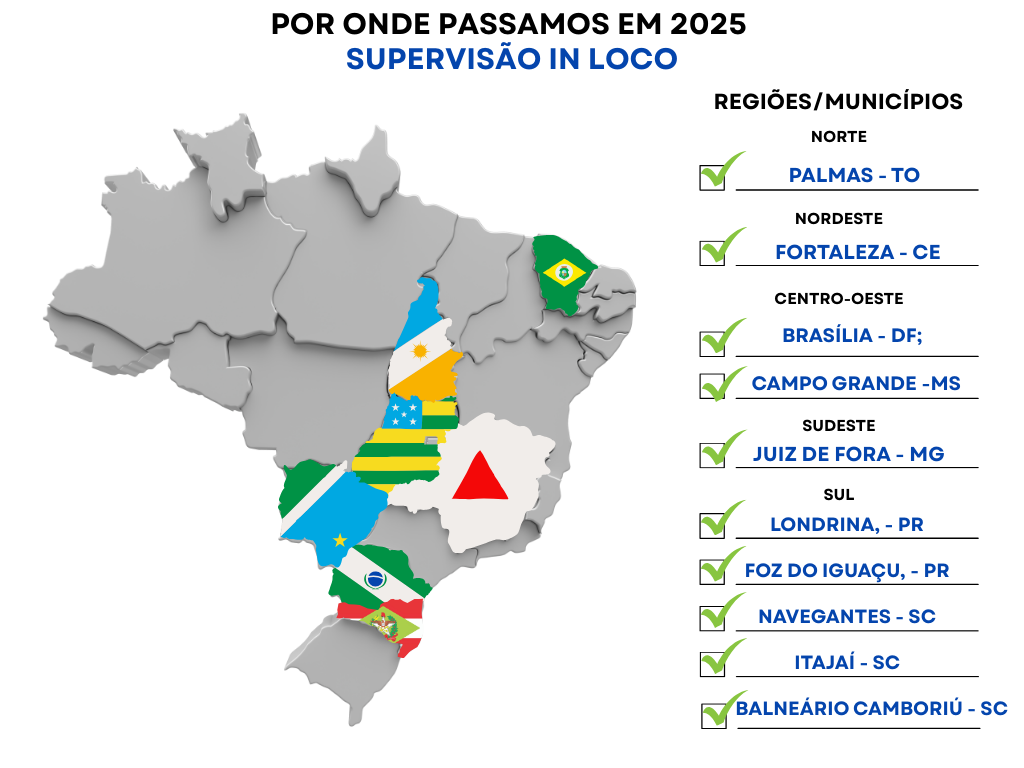 POR ONDE PASSAMOS EM 2025
SUPERVISÃO IN LOCO
REGIÕES/MUNICÍPIOS
NORTE
PALMAS - TO
NORDESTE
FORTALEZA - CE
CENTRO-OESTE
BRASÍLIA - DF;
CAMPO GRANDE -MS
SUDESTE
JUIZ DE FORA - MG
SUL
LONDRINA, - PR
FOZ DO IGUAÇU, - PR
NAVEGANTES - SC
ITAJAÍ - SC
BALNEÁRIO CAMBORIÚ - SC